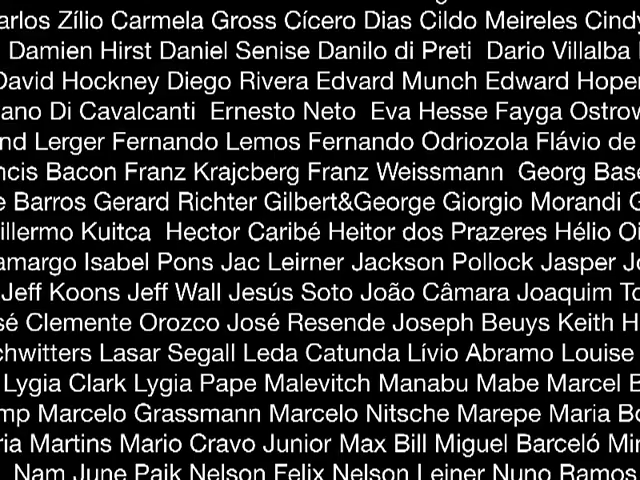 arlos Zílio Carmela Gross Cícero Dias Cildo Meireles Cindy
Damien Hirst Daniel Senise Danilo di Preti Dario Villalba
David Hockney Diego Rivera Edvard Munch Edward Hoper
ano Di Cavalcanti Ernesto Neto Eva Hesse Fayga Ostrow
nd Lerger Fernando Lemos Fernando Odriozola Flávio de
ncis Bacon Franz Krajcberg Franz Weissmann Georg Base
e Barros Gerard Richter Gilbert&George Giorgio Morandi G
illermo Kuitca Hector Caribé Heitor dos Prazeres Hélio Oi
amargo Isabel Pons Jac Leirner Jackson Pollock Jasper Jo
Jeff Koons Jeff Wall Jesús Soto João Câmara Joaquim To
sé Clemente Orozco José Resende Joseph Beuys Keith H
chwitters Lasar Segall Leda Catunda Lívio Abramo Louise
Lygia Clark Lygia Pape Malevitch Manabu Mabe Marcel B
mp Marcelo Grassmann Marcelo Nitsche Marepe Maria Bo
ria Martins Mario Cravo Junior Max Bill Miguel Barceló Mir
Nam June Paik Nelson Felix Nelson Leiner Nuno Ramos